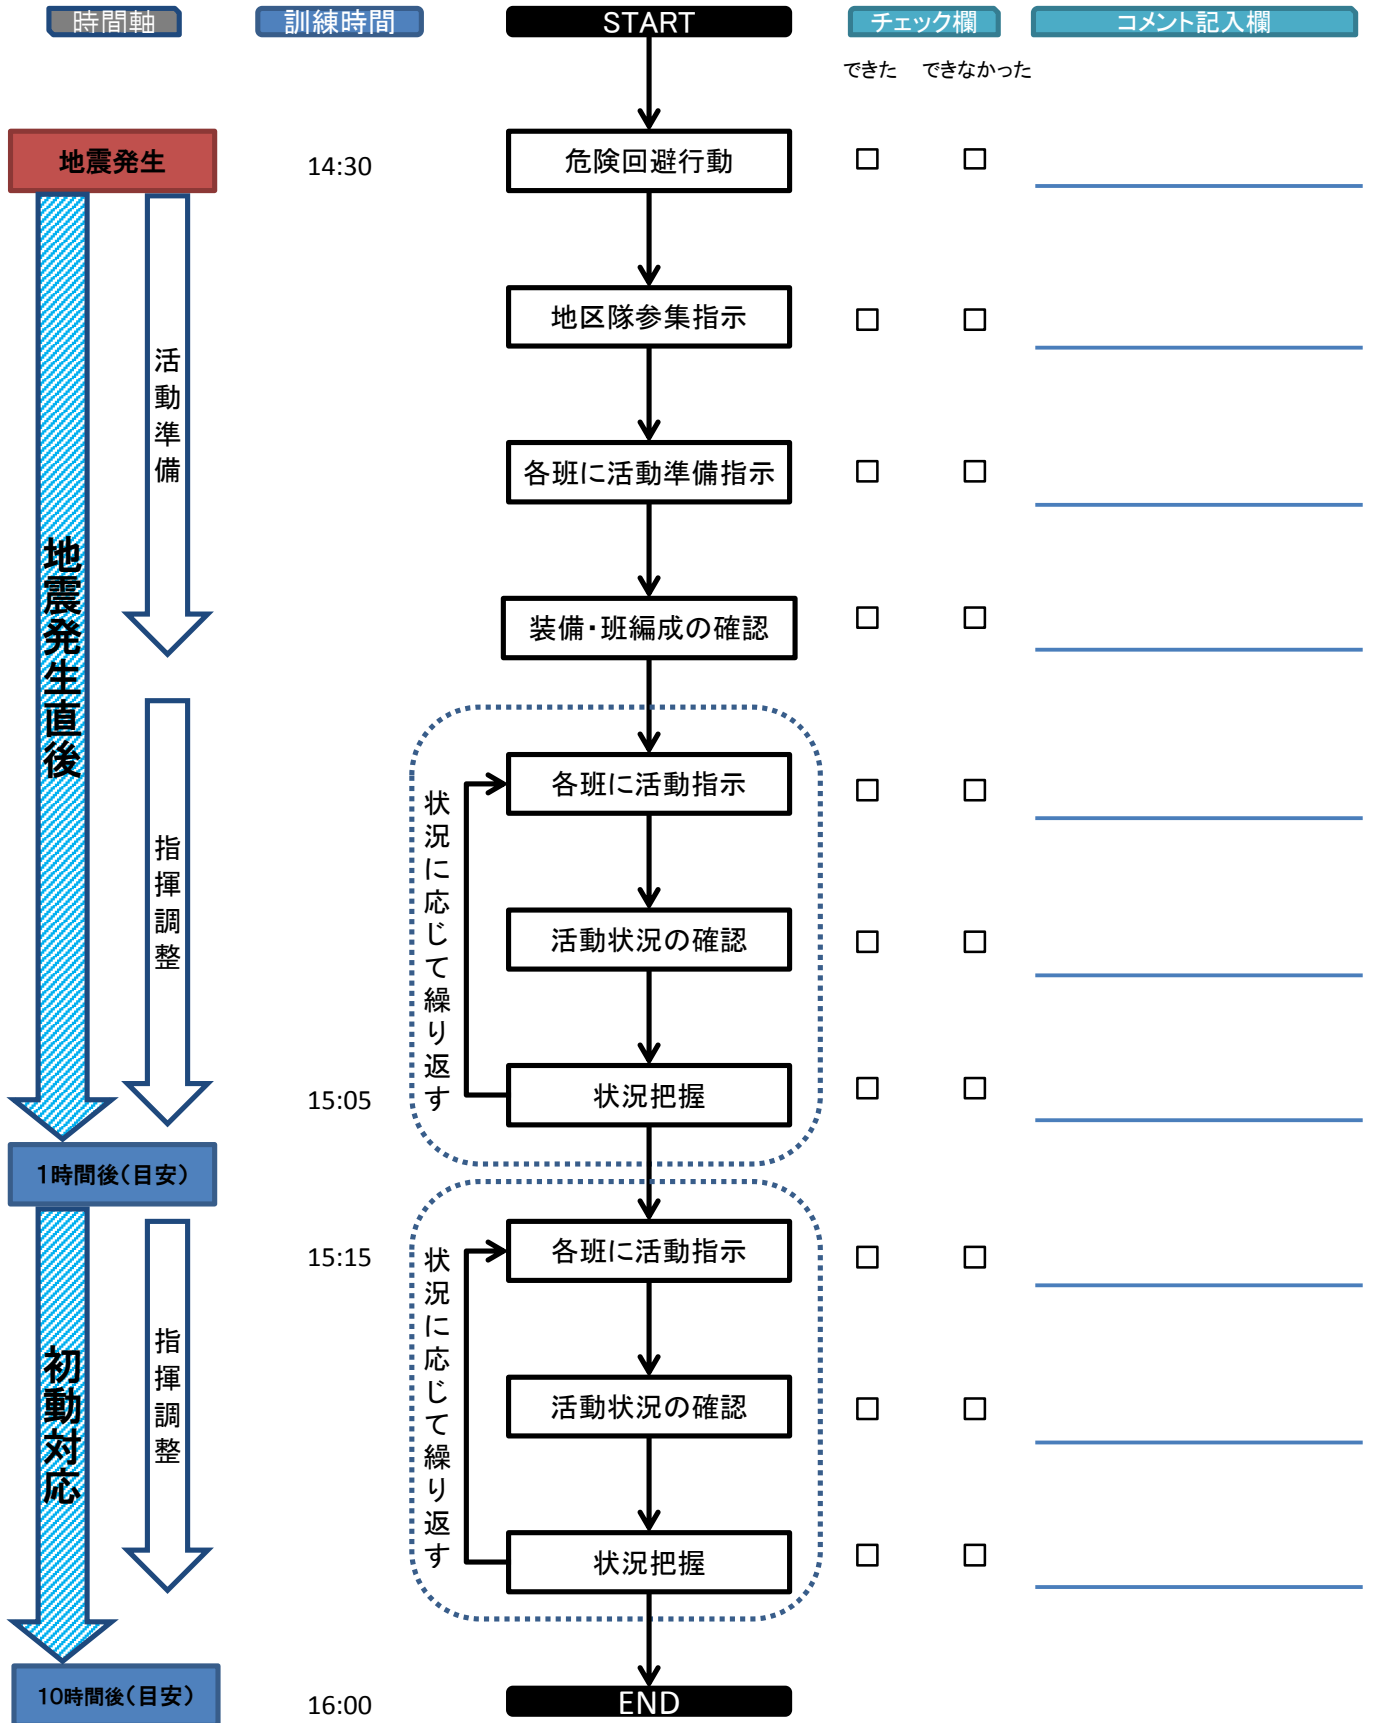 時間軸
訓練時間
START
チェック欄
コメント記入欄
できた
できなかった
地震発生
14:30
危険回避行動
地区隊参集指示
活動準備
各班に活動準備指示
地震発生直後
装備・班編成の確認
各班に活動指示
状況に応じて繰り返す
指揮調整
活動状況の確認
15:05
状況把握
1時間後(目安)
15:15
各班に活動指示
状況に応じて繰り返す
指揮調整
初動対応
活動状況の確認
状況把握
10時間後(目安)
16:00
END